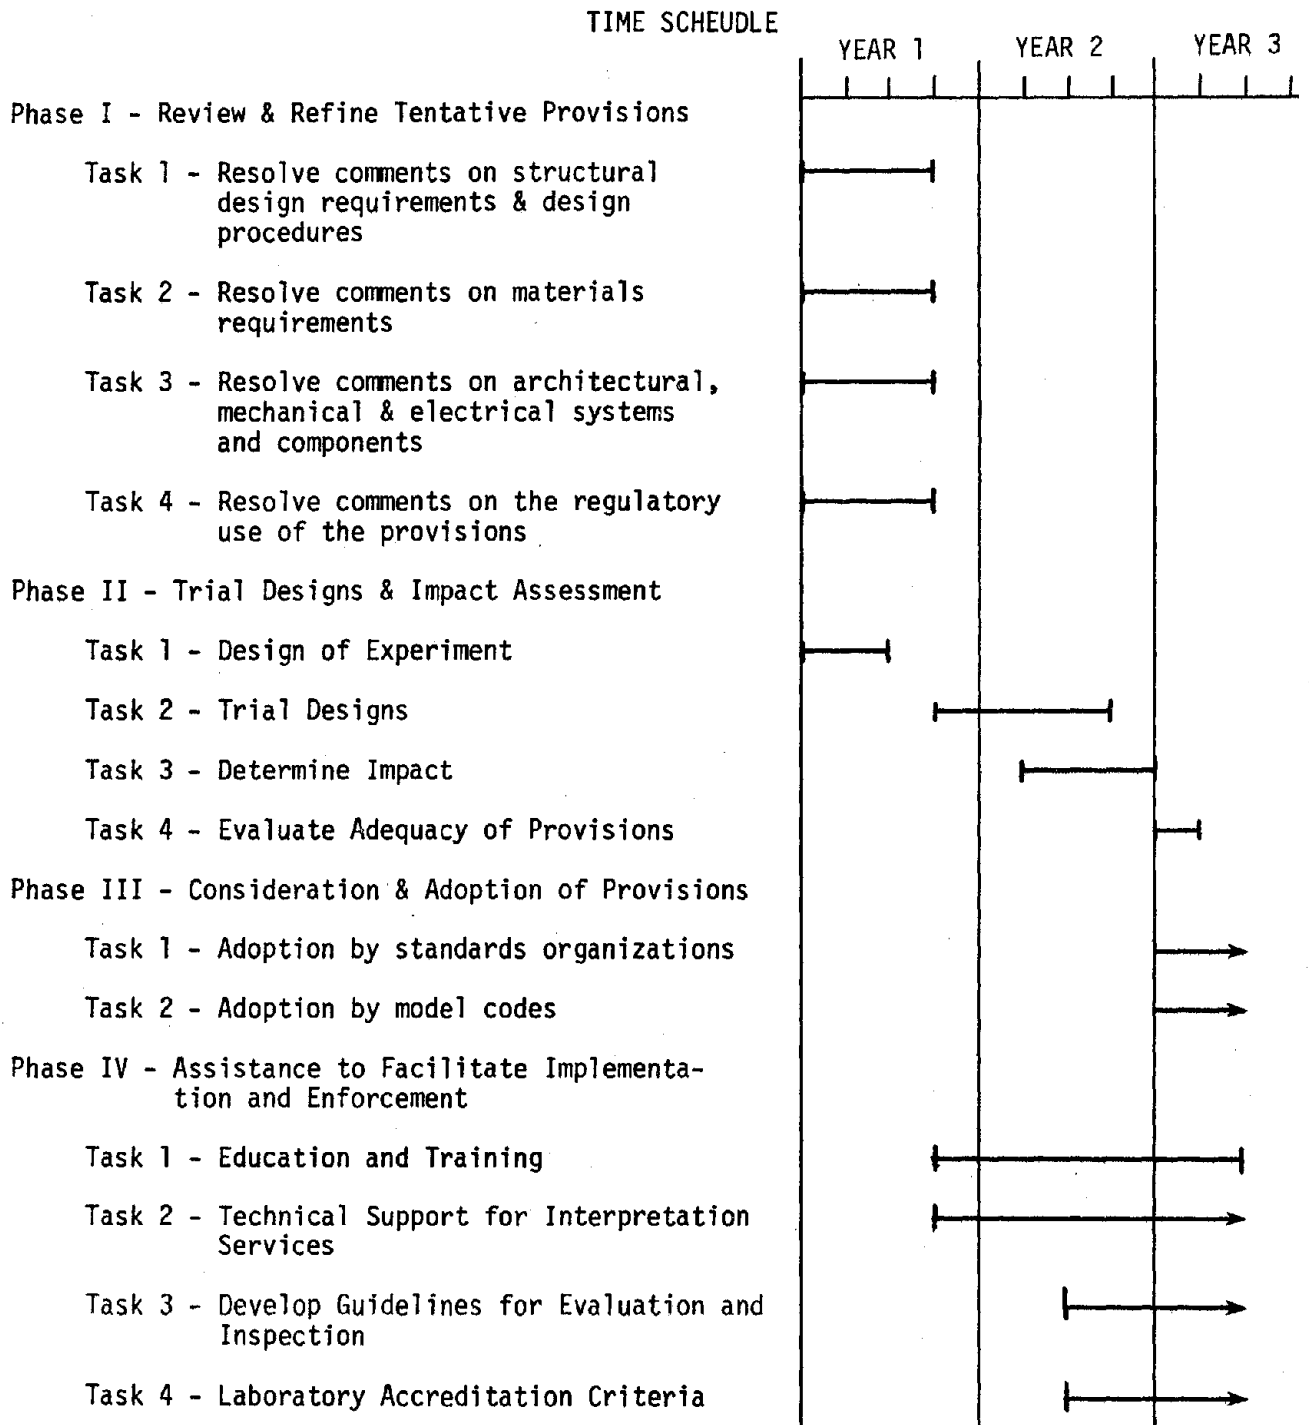 TIME SCHEUDLE
YEAR 1 YEAR 2 YEAR 3
Phase I - Review & Refine Tentative Provisions
Task 1 - Resolve comments on structural
design requirements & design
procedures
Task 2 - Resolve comments on materials
requirements
Task 3 - Resolve comments on architectural,
mechanical & electrical systems
and components
Task 4 - Resolve comments on the regulatory
use of the provisions
Phase II - Trial Designs & Impact Assessment
Task 1 - Design of Experiment
Task 2 - Trial Designs
Task 3 - Determine Impact
Task 4 - Evaluate Adequacy of Provisions
Phase III - Consideration & Adoption of Provisions
Task 1 - Adoption by standards organizations
Task 2 - Adoption by model codes
Phase IV - Assistance to Facilitate Implementa-
tion and Enforcement
Task 1 - Education and Training
Task 2 - Technical Support for Interpretation
Services
Task 3 - Develop Guidelines for Evaluation and
Inspection
Task 4 - Laboratory Accreditation Criteria